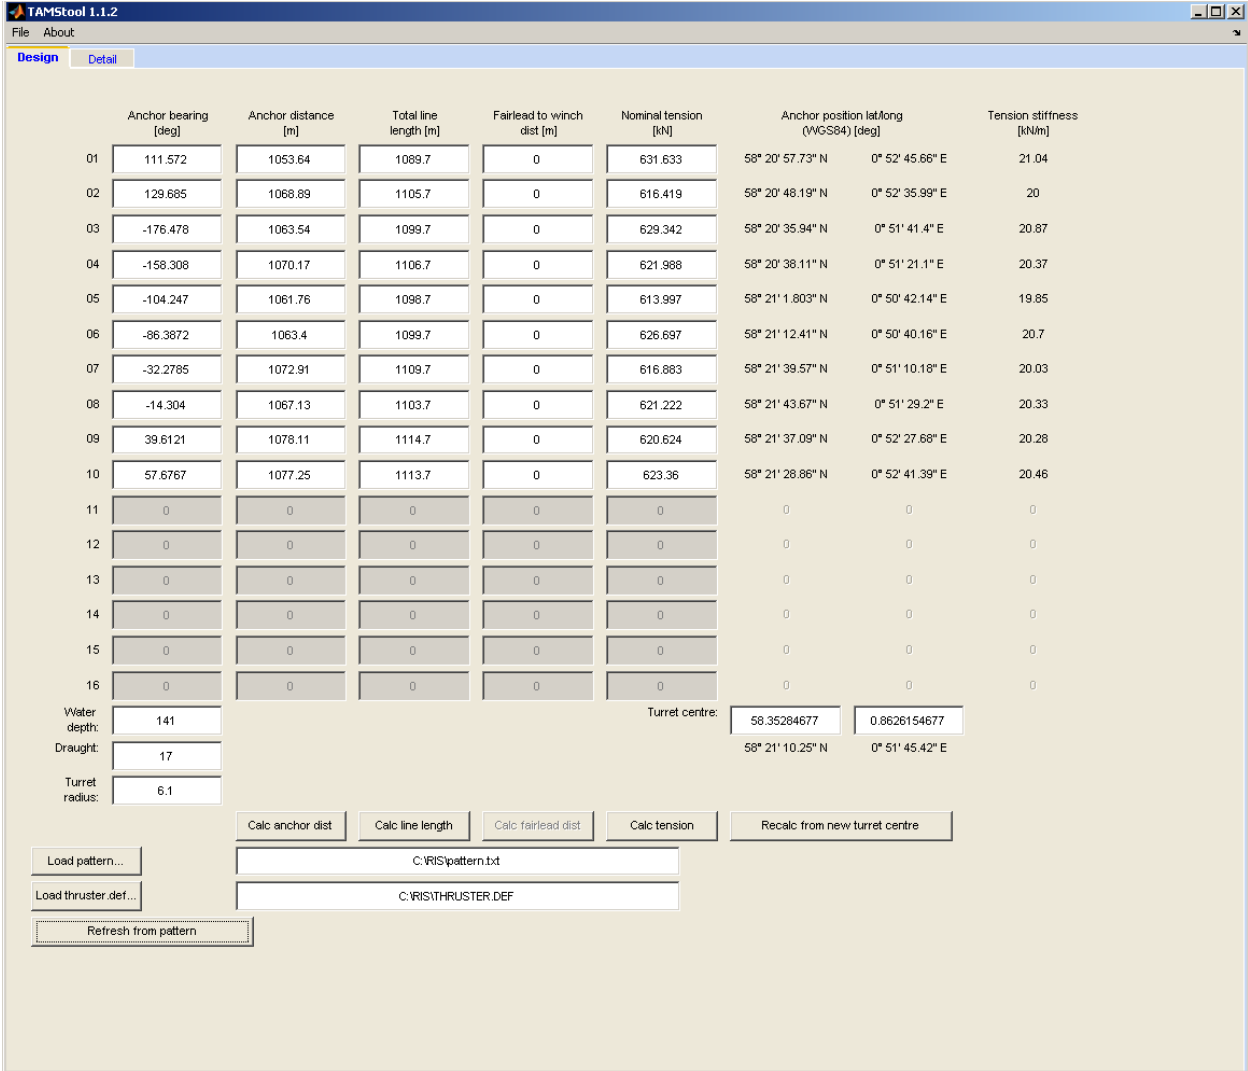 TAMStool 1.1.2
File About
Design Detail
Anchor bearing Anchor distance Total line Fairlead to winch Nominal tension Anchor position lat/long Tension stiffness
[deg] [m] length [m] dist [m] [kN] (WGS84) [deg] [kN/m]
01 111.572 1053.64 1089.7 0 631.633 58° 20' 57.73" N 0° 52' 45.66" E 21.04
02 129.685 1068.89 1105.7 0 616.419 58° 20' 48.19" N 0° 52' 35.99" E 20
03 -176.478 1063.54 1099.7 0 629.342 58° 20' 35.94" N 0° 51' 41.4" E 20.87
04 -158.308 1070.17 1106.7 0 621.988 58° 20' 38.11" N 0° 51' 21.1" E 20.37
05 -104.247 1061.76 1098.7 0 613.997 58° 21' 1.803" N 0° 50' 42.14" E 19.85
06 -86.3872 1063.4 1099.7 0 626.697 58° 21' 12.41" N 0° 50' 40.16" E 20.7
07 -32.2785 1072.91 1109.7 0 616.883 58° 21' 39.57" N 0° 51' 10.18" E 20.03
08 -14.304 1067.13 1103.7 0 621.222 58° 21' 43.67" N 0° 51' 29.2" E 20.33
09 39.6121 1078.11 1114.7 0 620.624 58° 21' 37.09" N 0° 52' 27.68" E 20.28
10 57.6767 1077.25 1113.7 0 623.36 58° 21' 28.86" N 0° 52' 41.39" E 20.46
11 0 0 0 0 0 0 0 0
12 0 0 0 0 0 0 0 0
13 0 0 0 0 0 0 0 0
14 0 0 0 0 0 0 0 0
15 0 0 0 0 0 0 0 0
16 0 0 0 0 0 0 0 0
Water depth: 141 Turret centre: 58.35284677 0.8626154677
Draught: 17 58° 21' 10.25" N 0° 51' 45.42" E
Turret radius: 6.1
Calc anchor dist Calc line length Calc fairlead dist Calc tension Recalc from new turret centre
Load pattern... C:\RIS\pattern.txt
Load thruster.def... C:\RIS\THRUSTER.DEF
Refresh from pattern